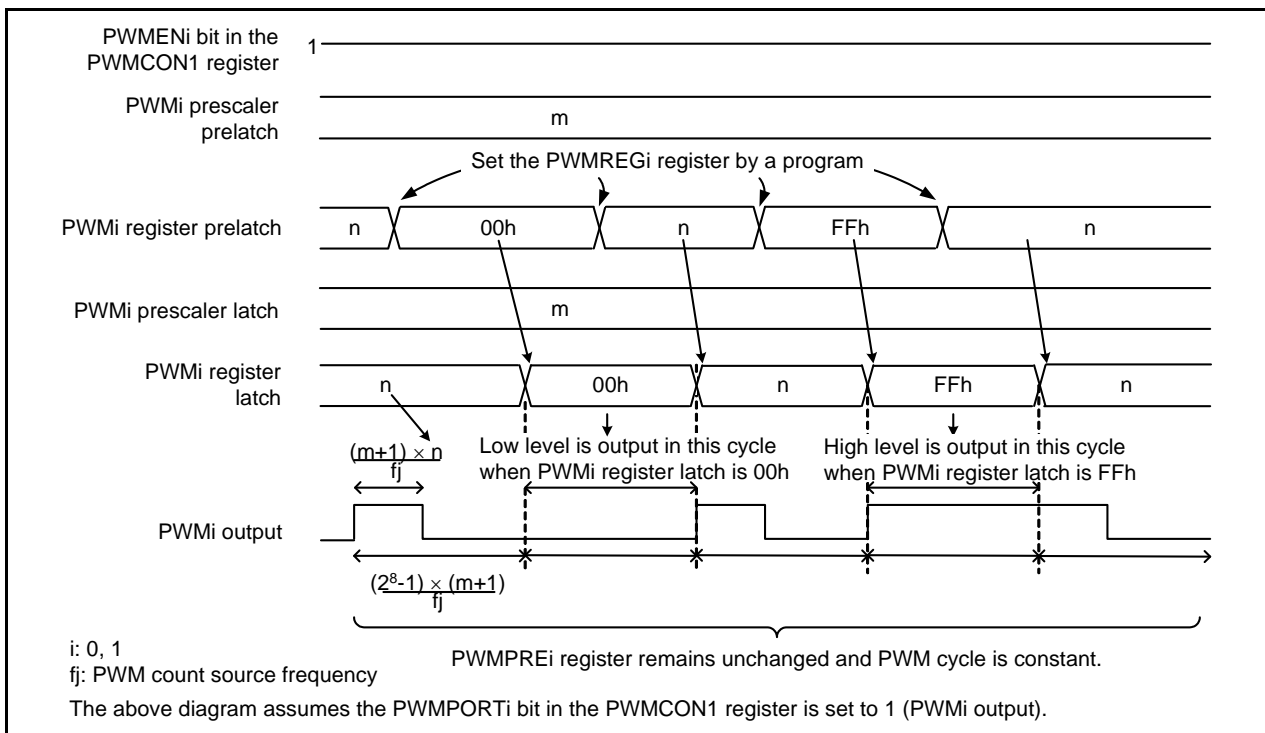 PWMENi bit in the
PWMCON1 register
1
PWMi prescaler
prelatch
m
Set the PWMREGi register by a program
PWMi register prelatch
n
00h
n
FFh
n
PWMi prescaler latch
m
PWMi register
latch
n
00h
n
FFh
n
(m+1) × n
fj
Low level is output in this cycle
when PWMi register latch is 00h
High level is output in this cycle
when PWMi register latch is FFh
PWMi output
(2⁸-1) × (m+1)
fj
i: 0, 1
fj: PWM count source frequency
PWMPREi register remains unchanged and PWM cycle is constant.
The above diagram assumes the PWMPORTi bit in the PWMCON1 register is set to 1 (PWMi output).